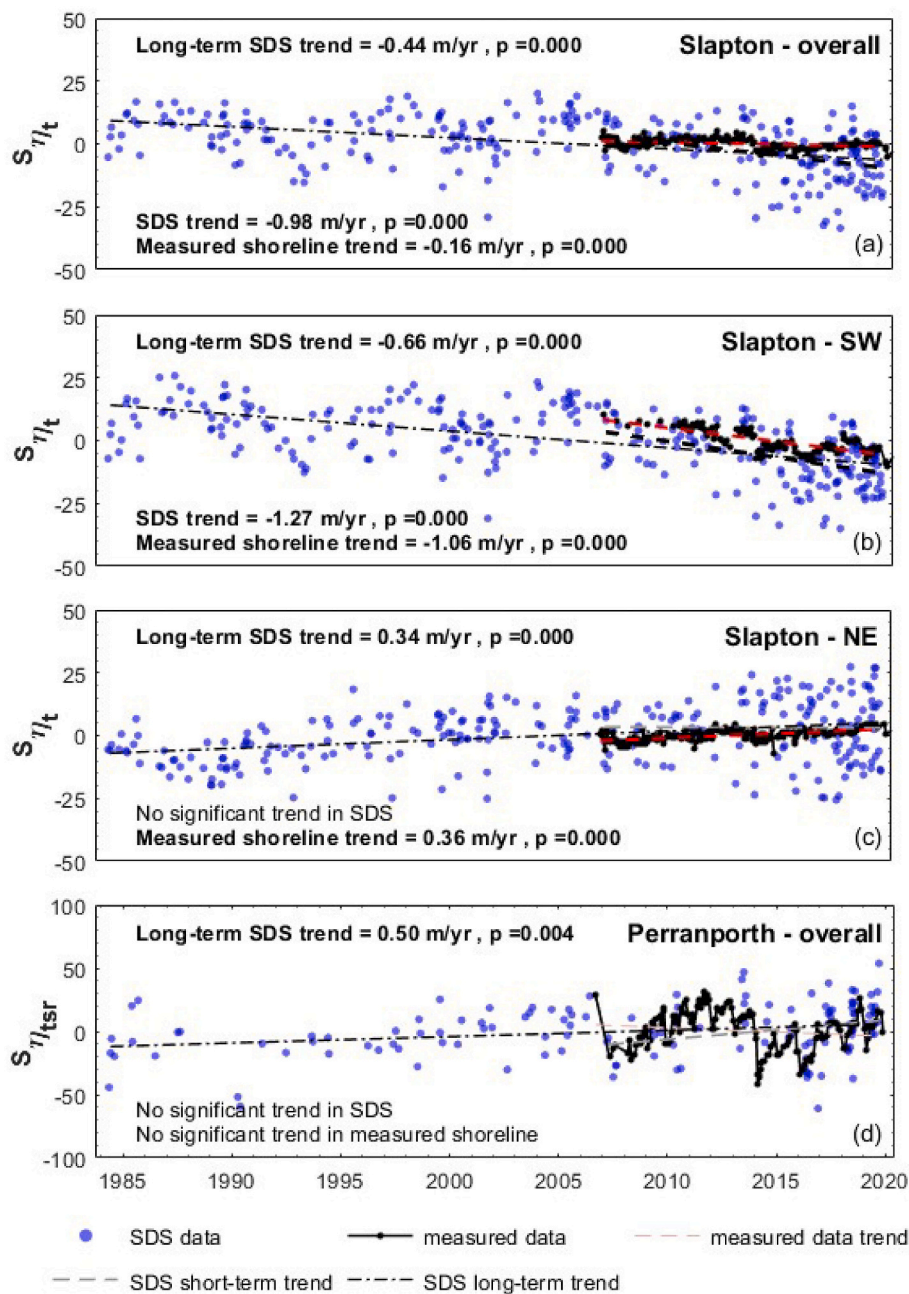 50
Long-term SDS trend = -0.44 m/yr , p =0.000
Slapton - overall
25
0
-25
-50
S η t
SDS trend = -0.98 m/yr , p =0.000
Measured shoreline trend = -0.16 m/yr , p =0.000
(a)
50
Long-term SDS trend = -0.66 m/yr , p =0.000
Slapton - SW
25
0
-25
-50
S η t
SDS trend = -1.27 m/yr , p =0.000
Measured shoreline trend = -1.06 m/yr , p =0.000
(b)
50
Long-term SDS trend = 0.34 m/yr , p =0.000
Slapton - NE
25
0
-25
-50
S η t
No significant trend in SDS
Measured shoreline trend = 0.36 m/yr , p =0.000
(c)
100
Long-term SDS trend = 0.50 m/yr , p =0.004
Perranporth - overall
50
0
-50
-100
S η tsr
No significant trend in SDS
No significant trend in measured shoreline
(d)
1985 1990 1995 2000 2005 2010 2015 2020
SDS data measured data measured data trend
SDS short-term trend SDS long-term trend